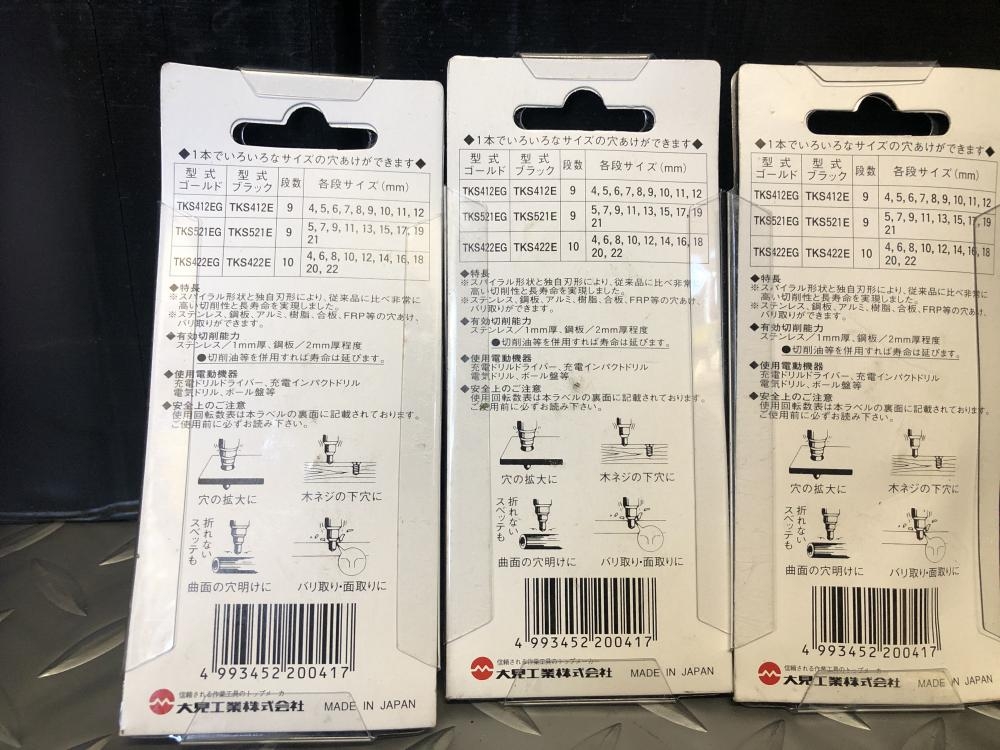 ◆1本でいろいろなサイズの穴あけができます◆
型 式 ゴールド 型 式 ブラック 段数 各段サイズ(mm)
TKS412EG TKS412E 9 4, 5, 6, 7, 8, 9, 10, 11, 12
TKS521EG TKS521E 9 5, 7, 9, 11, 13, 15, 17, 19
21
TKS422EG TKS422E 10 4, 6, 8, 10, 12, 14, 16, 18
20, 22
◆特長
※スパイラル形状と独自刃形により、従来品に比べ非常に
高い切削性と長寿命を実現しました。
※ステンレス、鋼板、アルミ、樹脂、合板、FRP等の穴あけ、
バリ取りができます。
◆有効切削能力
ステンレス/1mm厚、鋼板/2mm厚程度
●切削油等を併用すれば寿命は延びます。
◆使用電動機器
充電ドリルドライバー、充電インパクトドリル
電気ドリル、ボール盤等
◆安全上のご注意
使用回転数表は本ラベルの裏面に記載されております。
ご使用前に必ずお読み下さい。
穴の拡大に
木ネジの下穴に
折れない
スベッテも
曲面の穴明けに
バリ取り・面取りに
4 993452 200417
信頼される作業工具のトップメーカー
大見工業株式会社 MADE IN JAPAN
◆1本でいろいろなサイズの穴あけができます◆
型 式 ゴールド 型 式 ブラック 段数 各段サイズ(mm)
TKS412EG TKS412E 9 4, 5, 6, 7, 8, 9, 10, 11, 12
TKS521EG TKS521E 9 5, 7, 9, 11, 13, 15, 17, 19
21
TKS422EG TKS422E 10 4, 6, 8, 10, 12, 14, 16, 18
20, 22
◆特長
※スパイラル形状と独自刃形により、従来品に比べ非常
高い切削性と長寿命を実現しました。
※ステンレス、鋼板、アルミ、樹脂、合板、FRP等の穴あけ、
バリ取りができます。
◆有効切削能力
ステンレス/1mm厚、鋼板/2mm厚程度
●切削油等を併用すれば寿命は延びます。
◆使用電動機器
充電ドリルドライバー、充電インパクトドリル
電気ドリル、ボール盤等
◆安全上のご注意
使用回転数表は本ラベルの裏面に記載されております。
ご使用前に必ずお読み下さい。
穴の拡大に
木ネジの下穴に
折れない
スベッテも
曲面の穴明けに
バリ取り・面取りに
4 993452 200417
信頼される作業工具のトップメーカー
大見工業株式会社 MADE IN JAPAN
◆1本でいろいろなサイズの穴あけができます◆
型 式 ゴールド 型 式 ブラック 段数 各段サイズ(mm)
TKS412EG TKS412E 9 4, 5, 6, 7, 8, 9, 10, 11, 12
TKS521EG TKS521E 9 5, 7, 9, 11, 13, 15, 17, 19
21
TKS422EG TKS422E 10 4, 6, 8, 10, 12, 14, 16, 18
20, 22
◆特長
※スパイラル形状と独自刃形により、従来品に比べ非常に
高い切削性と長寿命を実現しました。
※ステンレス、鋼板、アルミ、樹脂、合板、FRP等の穴あけ、
バリ取りができます。
◆有効切削能力
ステンレス/1mm厚、鋼板/2mm厚程度
●切削油等を併用すれば寿命は延びます。
◆使用電動機器
充電ドリルドライバー、充電インパクトドリル
電気ドリル、ボール盤等
◆安全上のご注意
使用回転数表は本ラベルの裏面に記載されております。
ご使用前に必ずお読み下さい。
穴の拡大に
木ネジの下穴に
折れない
スベッテも
曲面の穴明けに
バリ取り・面取りに
4 993452 200417
信頼される作業工具のトップメーカー
大見工業株式会社 MADE IN JAPAN